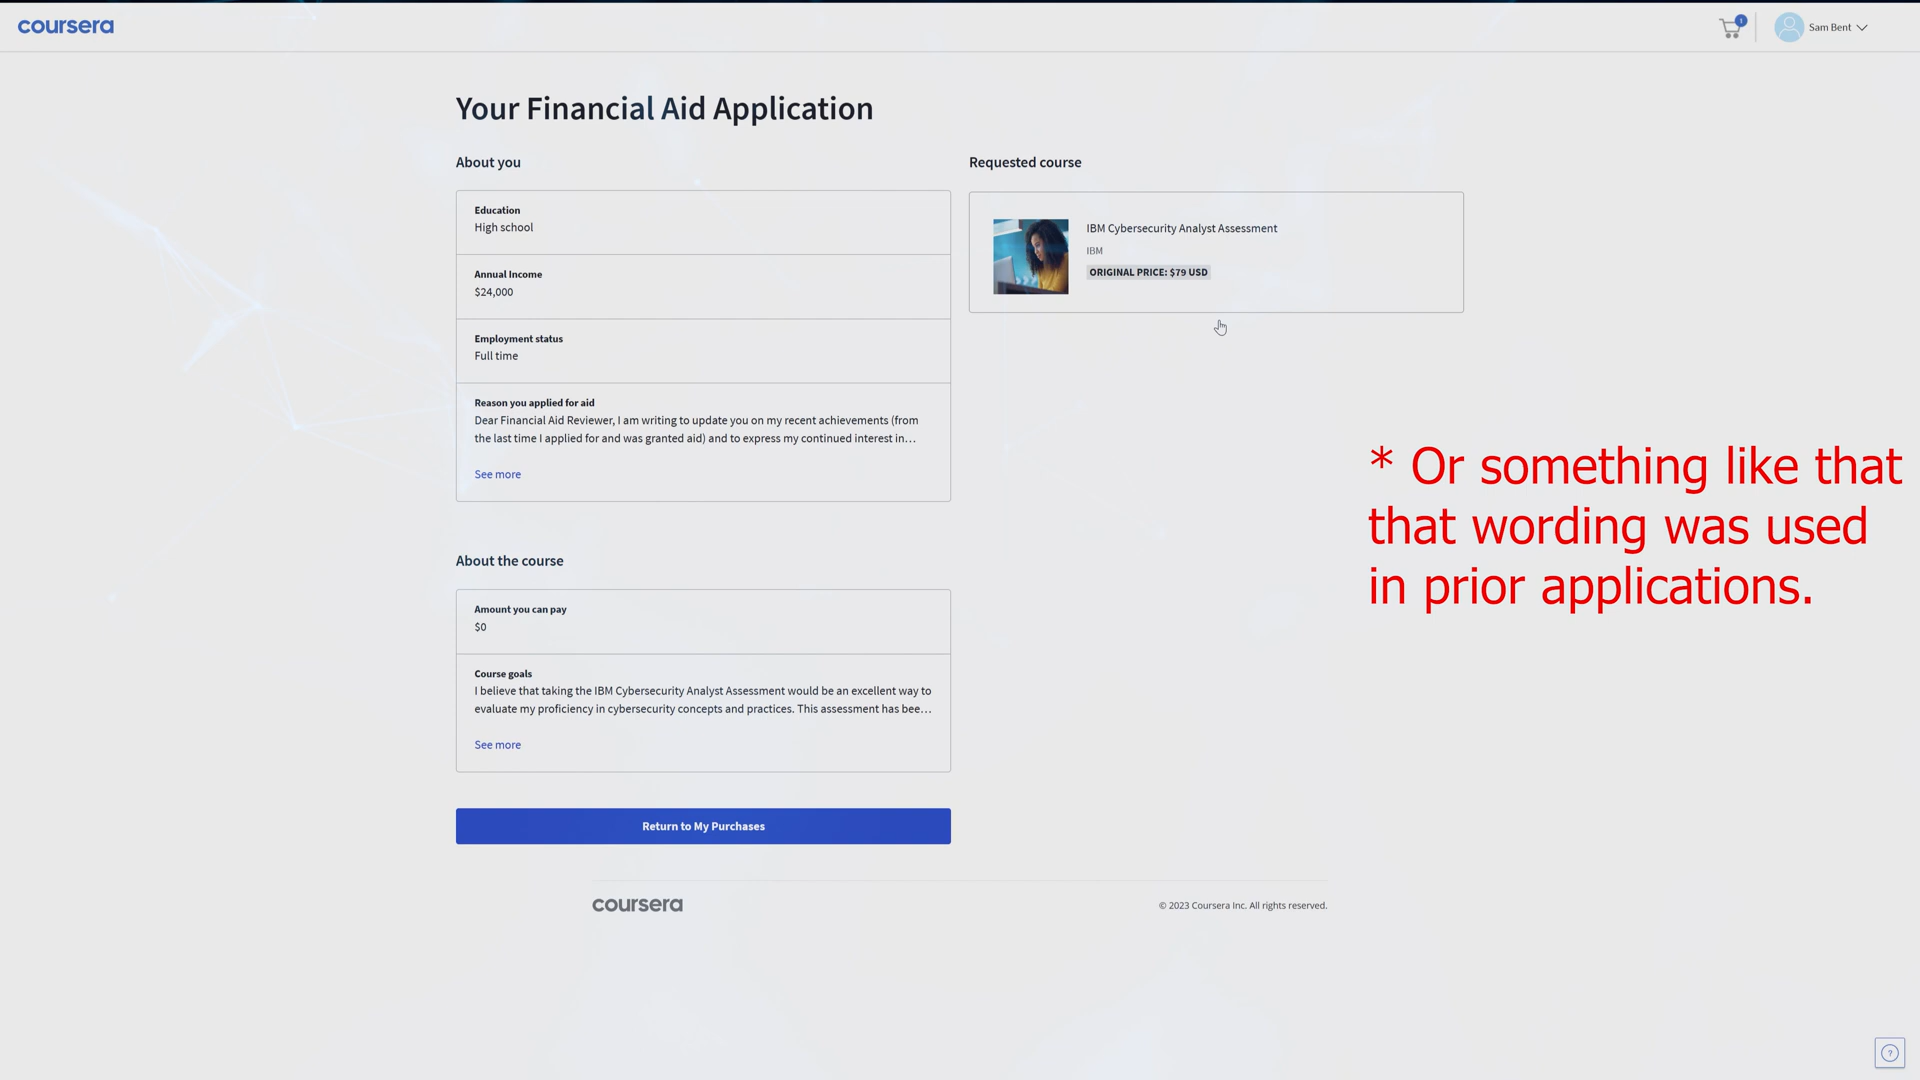 coursera
1
Sam Bent
Your Financial Aid Application
About you
Education
High school
Annual Income
$24,000
Employment status
Full time
Reason you applied for aid
Dear Financial Aid Reviewer, I am writing to update you on my recent achievements (from
the last time I applied for and was granted aid) and to express my continued interest in...
See more
Requested course
IBM Cybersecurity Analyst Assessment
IBM
ORIGINAL PRICE: $79 USD
* Or something like that
that wording was used
in prior applications.
About the course
Amount you can pay
$0
Course goals
I believe that taking the IBM Cybersecurity Analyst Assessment would be an excellent way to
evaluate my proficiency in cybersecurity concepts and practices. This assessment has bee...
See more
Return to My Purchases
coursera
© 2023 Coursera Inc. All rights reserved.
?